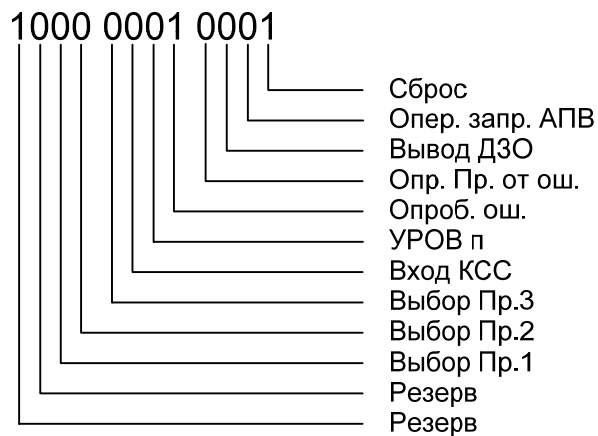 1000 0001 0001
Сброс
Опер. запр. АПВ
Вывод ДЗО
Опр. Пр. от ош.
Опроб. ош.
УРОВ п
Вход КСС
Выбор Пр.3
Выбор Пр.2
Выбор Пр.1
Резерв
Резерв